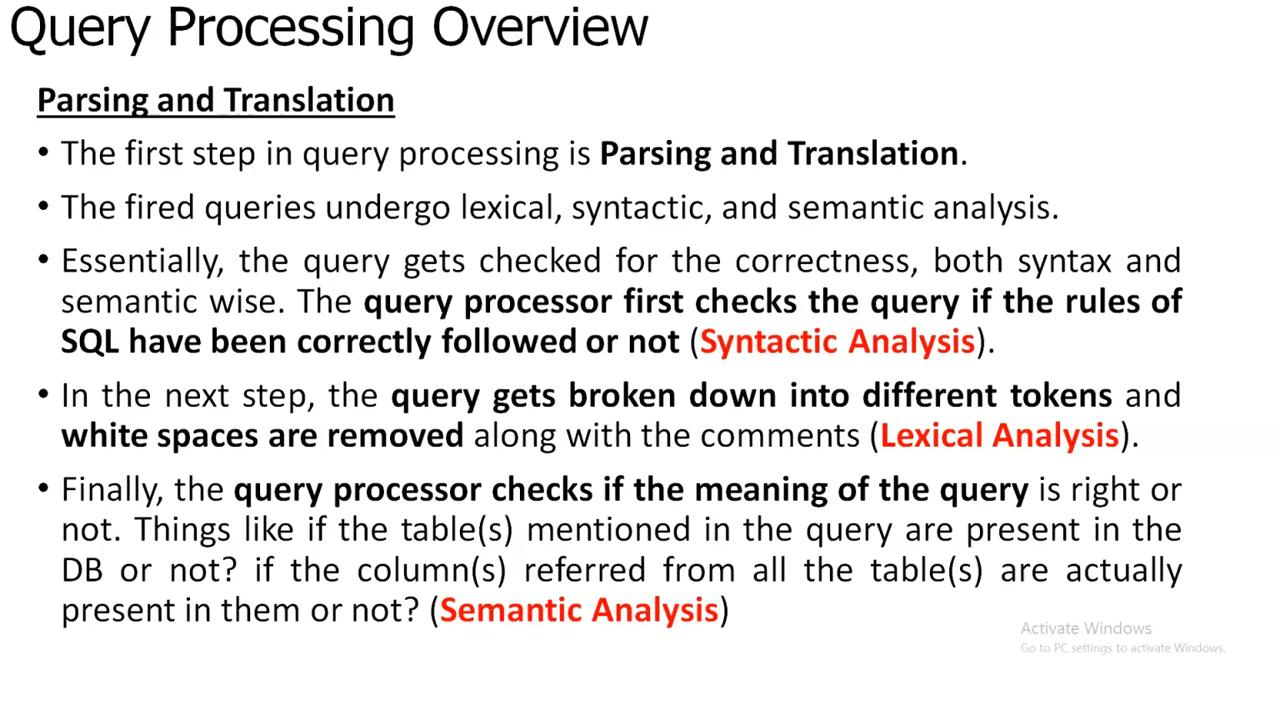 Query Processing Overview
Parsing and Translation
• The first step in query processing is Parsing and Translation.
• The fired queries undergo lexical, syntactic, and semantic analysis.
• Essentially, the query gets checked for the correctness, both syntax and
semantic wise. The query processor first checks the query if the rules of
SQL have been correctly followed or not (Syntactic Analysis).
• In the next step, the query gets broken down into different tokens and
white spaces are removed along with the comments (Lexical Analysis).
• Finally, the query processor checks if the meaning of the query is right or
not. Things like if the table(s) mentioned in the query are present in the
DB or not? if the column(s) referred from all the table(s) are actually
present in them or not? (Semantic Analysis)
Activate Windows
Go to PC settings to activate Windows.